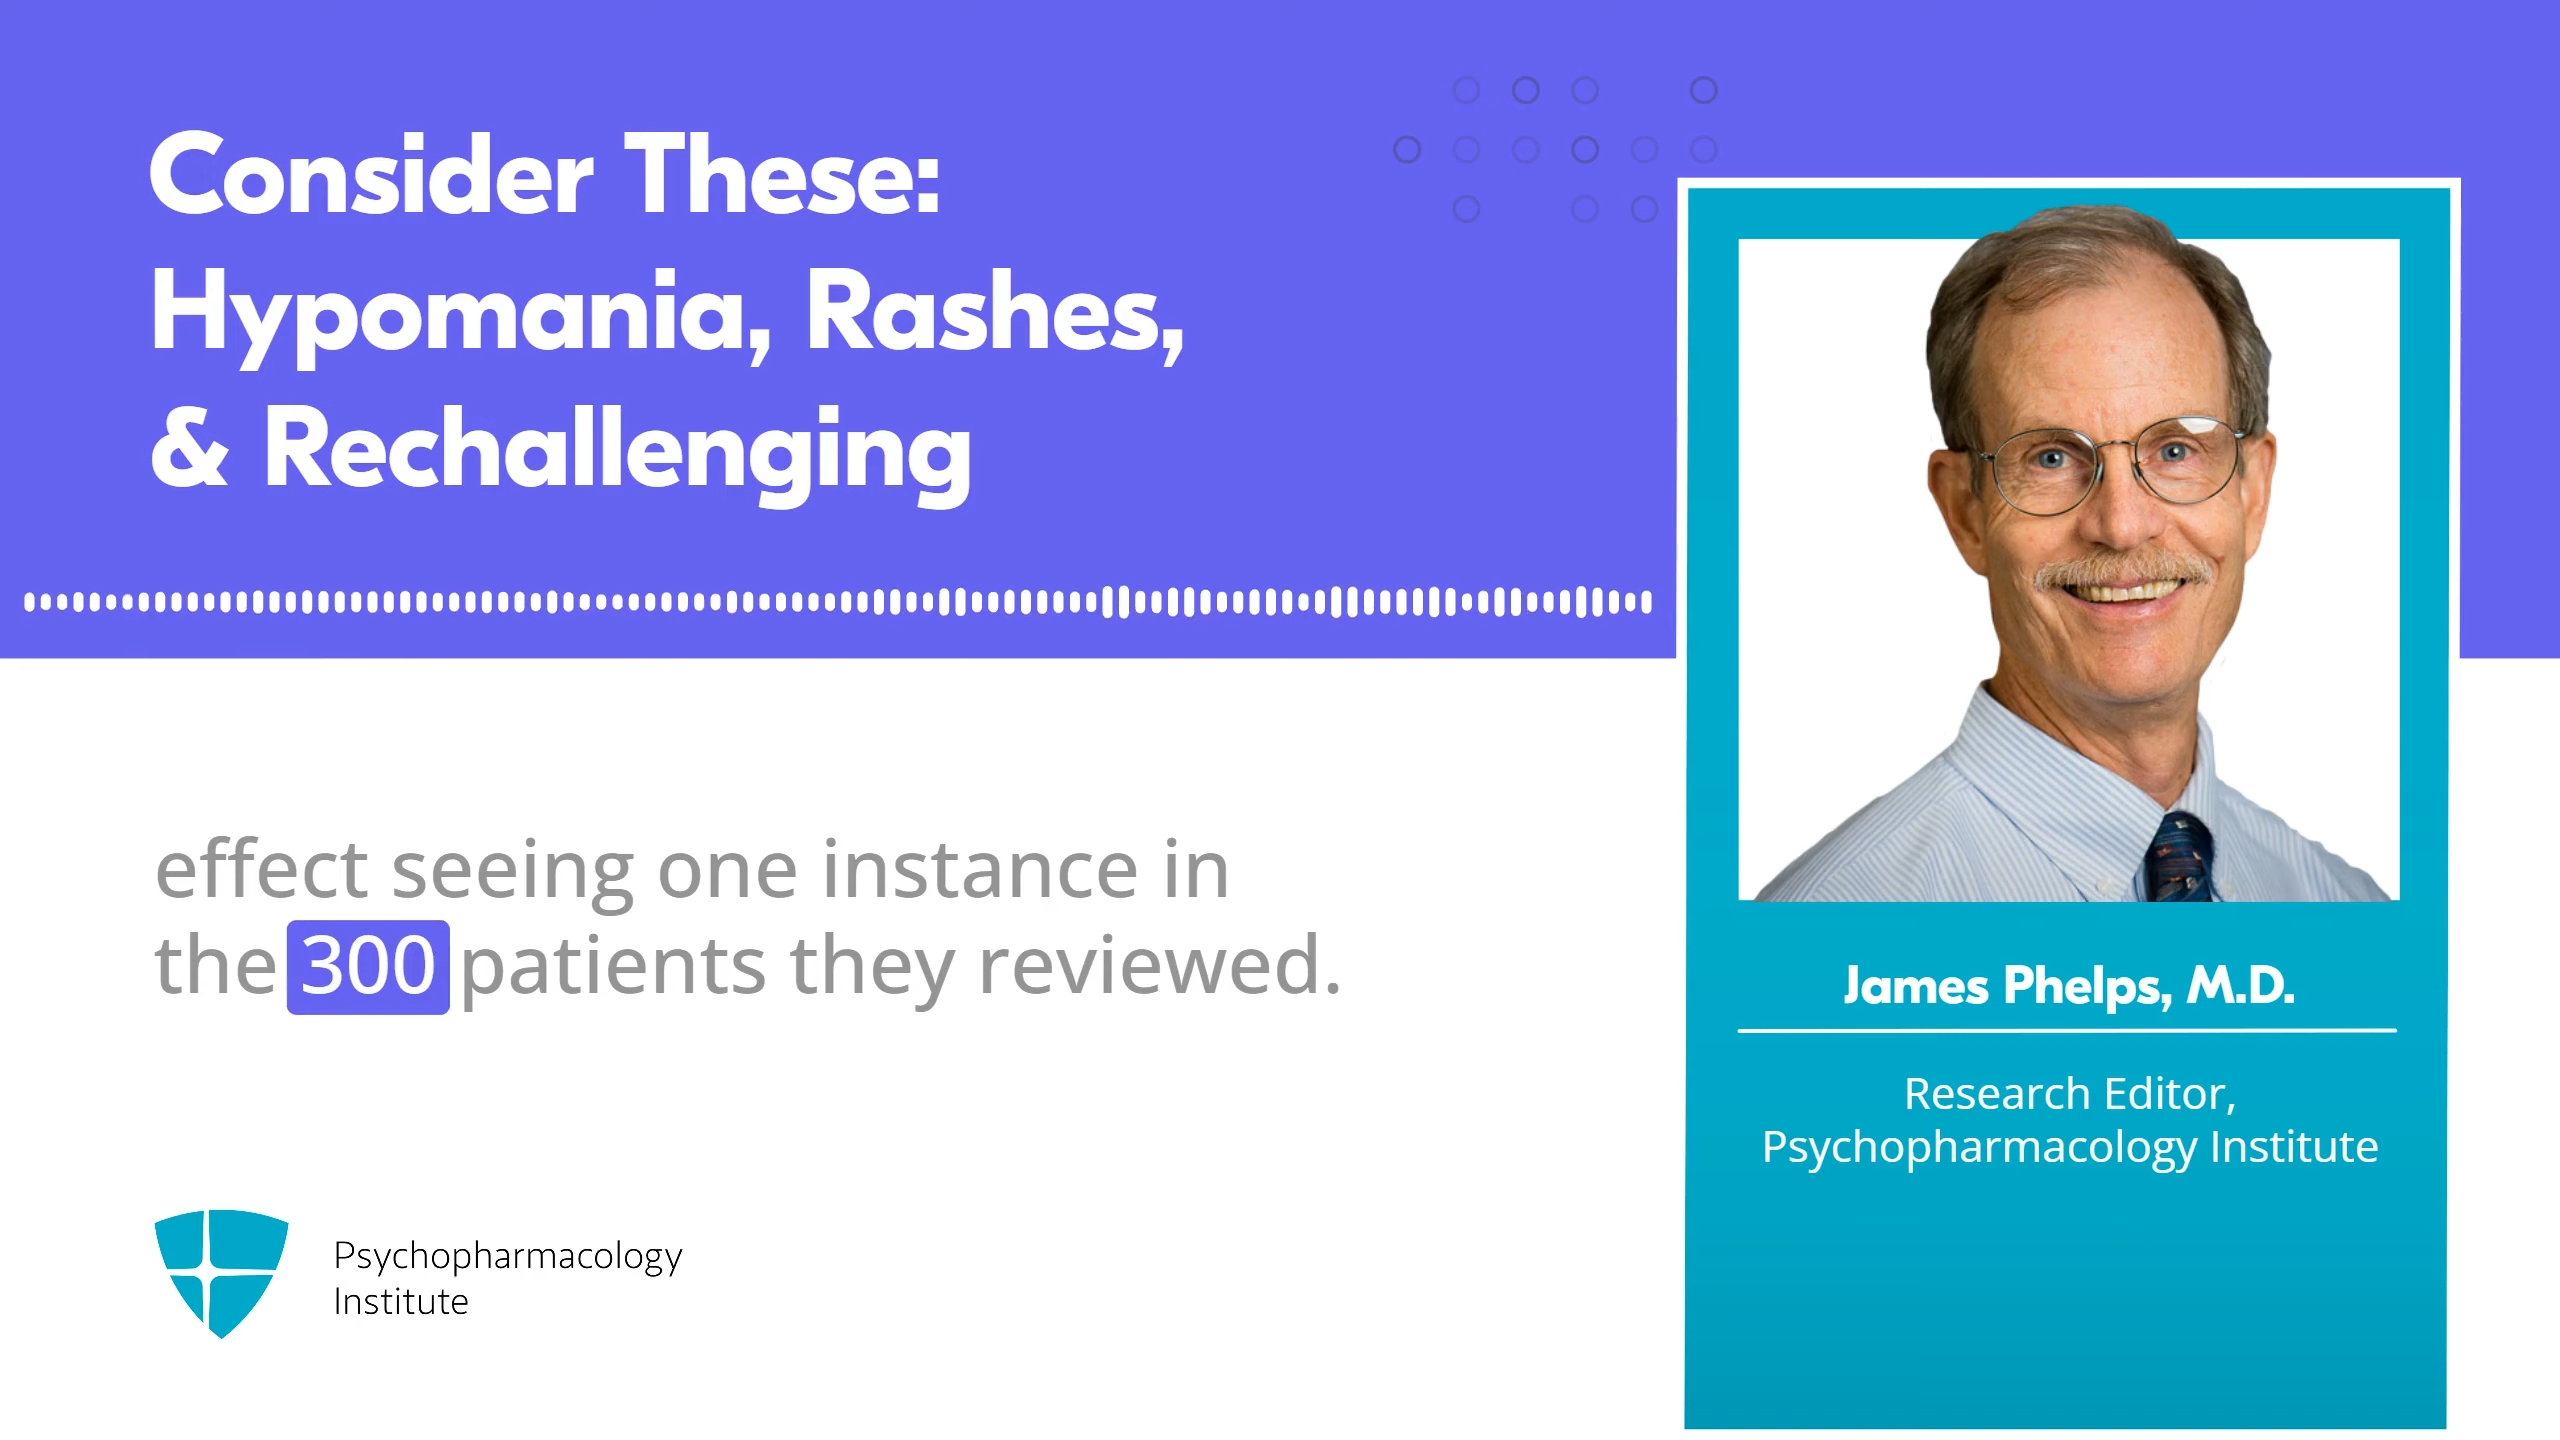 Consider These:
Hypomania, Rashes,
& Rechallenging
effect seeing one instance in
the 300 patients they reviewed.
Psychopharmacology
Institute
James Phelps, M.D.
Research Editor,
Psychopharmacology Institute